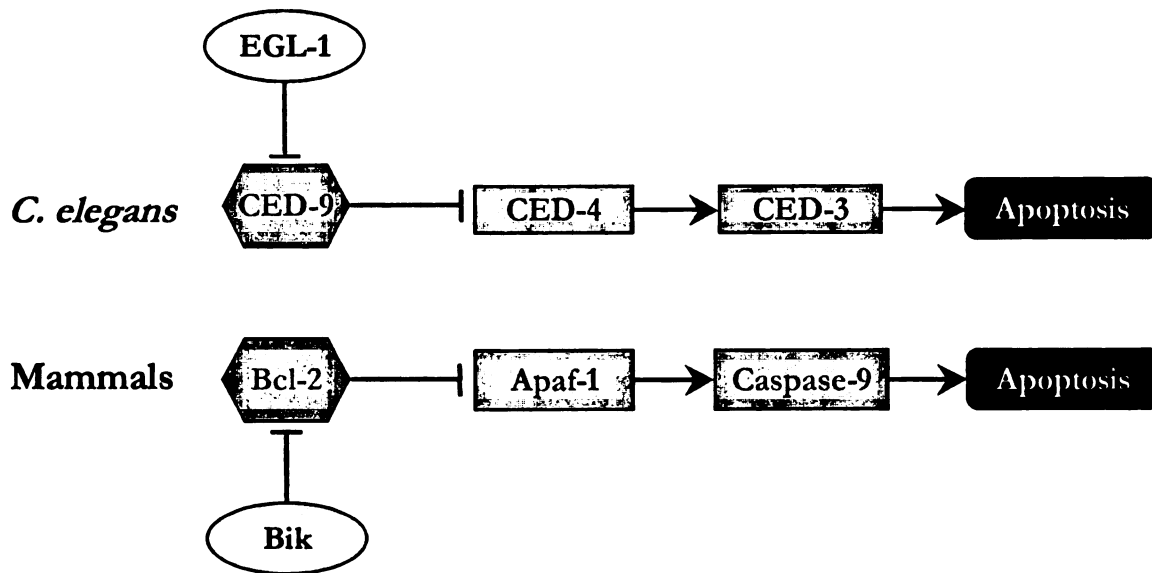 EGL-1
C. elegans
CED-9
CED-4
CED-3
Apoptosis
Mammals
Bcl-2
Apaf-1
Caspase-9
Apoptosis
Bik